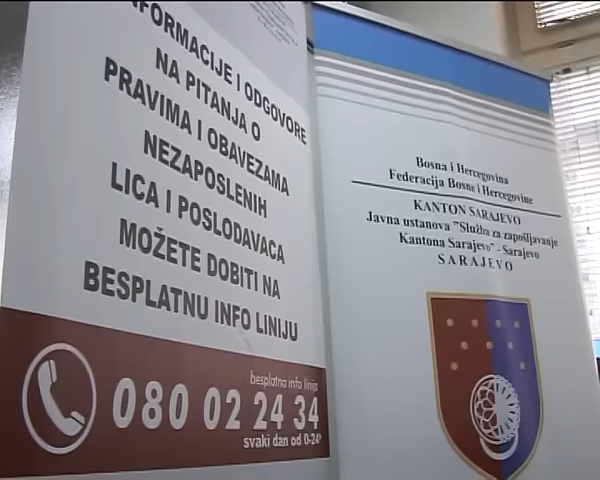 INFORMACIJE I ODGOVORE
NA PITANJA O
PRAVIMA I OBAVEZAMA
NEZAPOSLENIH
LICA I POSLODAVACA
MOŽETE DOBITI NA
BESPLATNU INFO LINIJU
besplatna info linija
080 02 24 34
svaki dan od 0-24h
Bosna i Hercegovina
Federacija Bosne i Hercegovine
KANTON SARAJEVO
Javna ustanova "Služba za zapošljavanje
Kantona Sarajevo" - Sarajevo
SARAJEVO